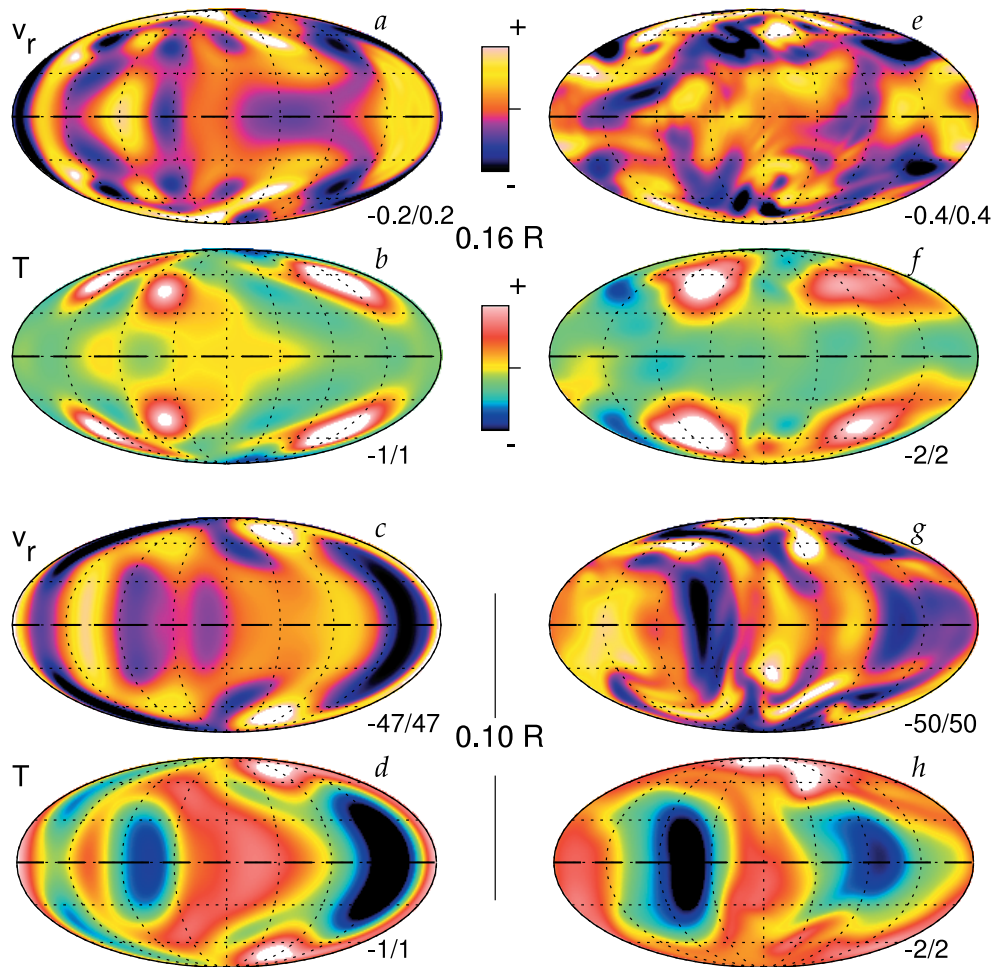 v_r a + e
-
-0.2/0.2 - -0.4/0.4
0.16 R
T b + f
-
-1/1 - -2/2
v_r c g
-47/47 -50/50
0.10 R
T d h
-1/1 -2/2